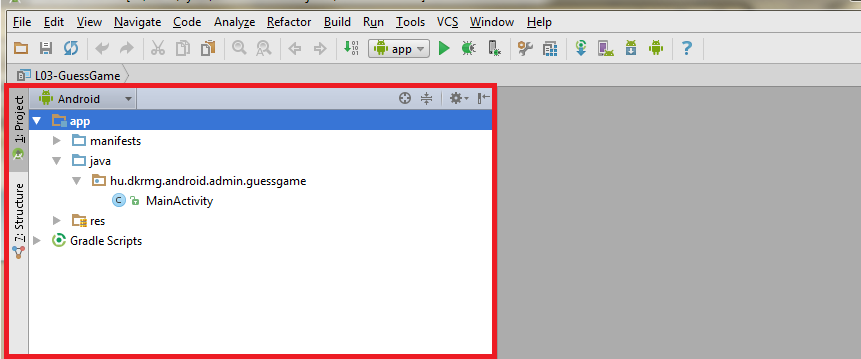 File Edit View Navigate Code Analyze Refactor Build Run Tools VCS Window Help
app
L03-GuessGame
1: Project
7: Structure
Android
app
manifests
java
hu.dkrmg.android.admin.guessgame
C MainActivity
res
Gradle Scripts